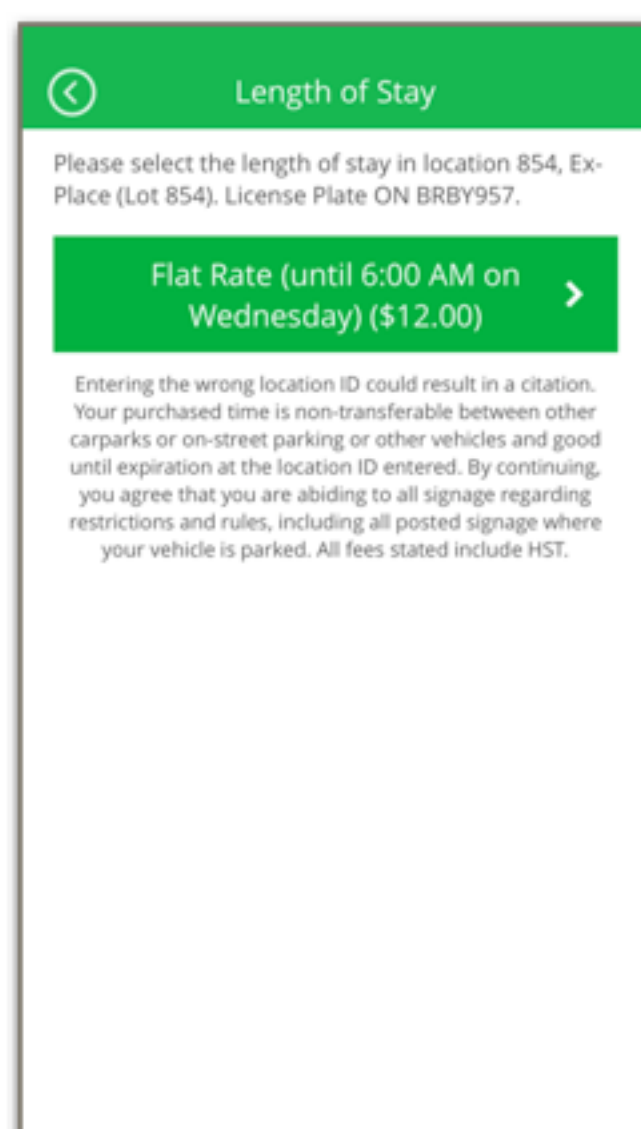 Length of Stay
Please select the length of stay in location 854, Ex-
Place (Lot 854). License Plate ON BRBY957.
Flat Rate (until 6:00 AM on
Wednesday) ($12.00)
Entering the wrong location ID could result in a citation.
Your purchased time is non-transferable between other
carparks or on-street parking or other vehicles and good
until expiration at the location ID entered. By continuing,
you agree that you are abiding to all signage regarding
restrictions and rules, including all posted signage where
your vehicle is parked. All fees stated include HST.